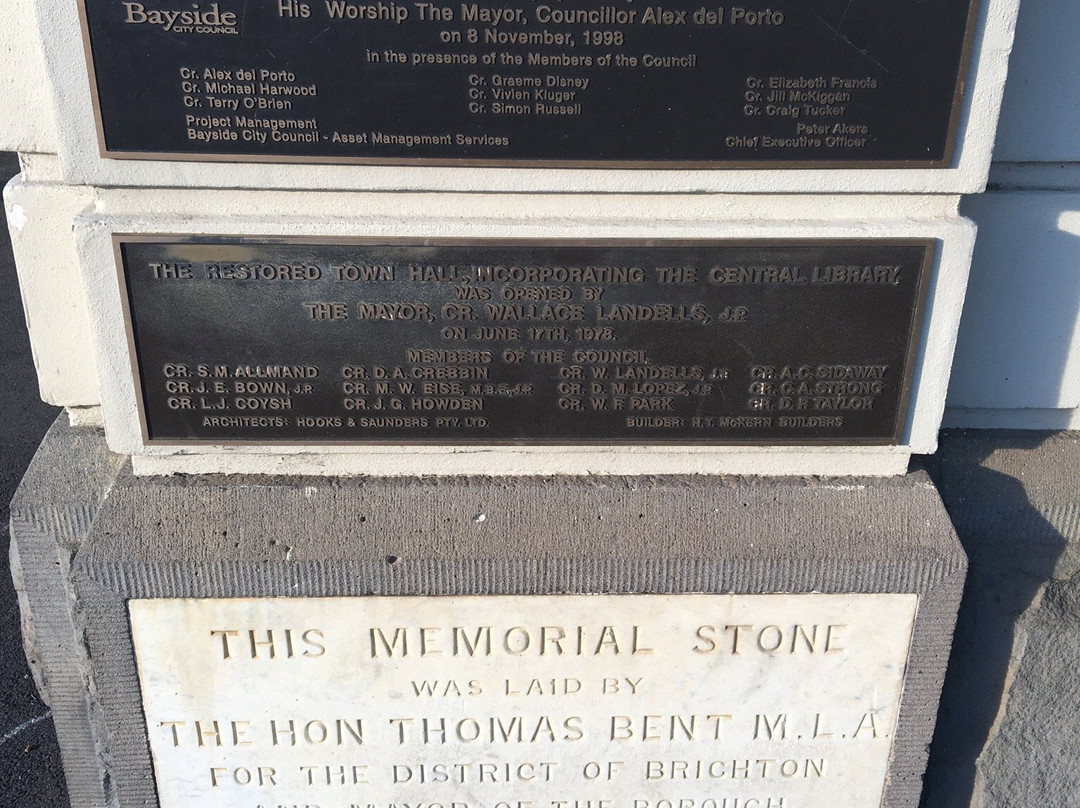 Bayside
CITY COUNCIL
His Worship The Mayor, Councillor Alex del Porto
on 8 November, 1998
in the presence of the Members of the Council
Cr. Alex del Porto
Cr. Michael Harwood
Cr. Terry O'Brien
Cr. Graeme Disney
Cr. Vivien Kluger
Cr. Simon Russell
Cr. Elizabeth Francis
Cr. Jill McKiggan
Cr. Craig Tucker
Project Management
Bayside City Council - Asset Management Services
Peter Akers
Chief Executive Officer
THE RESTORED TOWN HALL, INCORPORATING THE CENTRAL LIBRARY,
WAS OPENED BY
THE MAYOR, CR. WALLACE LANDELLS, J.P.
ON JUNE 17TH, 1978.
MEMBERS OF THE COUNCIL
CR. S. M. ALLMAND
CR. J. E. BOWN, J.P.
CR. L. J. GOYSH
CR. D. A. CREBBIN
CR. M. W. EISE, M.B.E., J.P.
CR. J. G. HOWDEN
CR. W. LANDELLS, J.P.
CR. D. M. LOPEZ, J.P.
CR. W. F. PARK
CR. A. C. SIDAWAY
CR. C. A. STRONG
CR. D. F. TAYLOR
ARCHITECTS: HOOKS & SAUNDERS PTY. LTD.
BUILDER: H. T. McKERN BUILDERS
THIS MEMORIAL STONE
WAS LAID BY
THE HON THOMAS BENT M.L.A.
FOR THE DISTRICT OF BRIGHTON
AND MAYOR OF THE BOROUGH